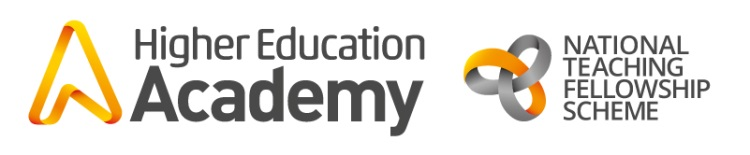 Higher Education
Academy
NATIONAL
TEACHING
FELLOWSHIP
SCHEME